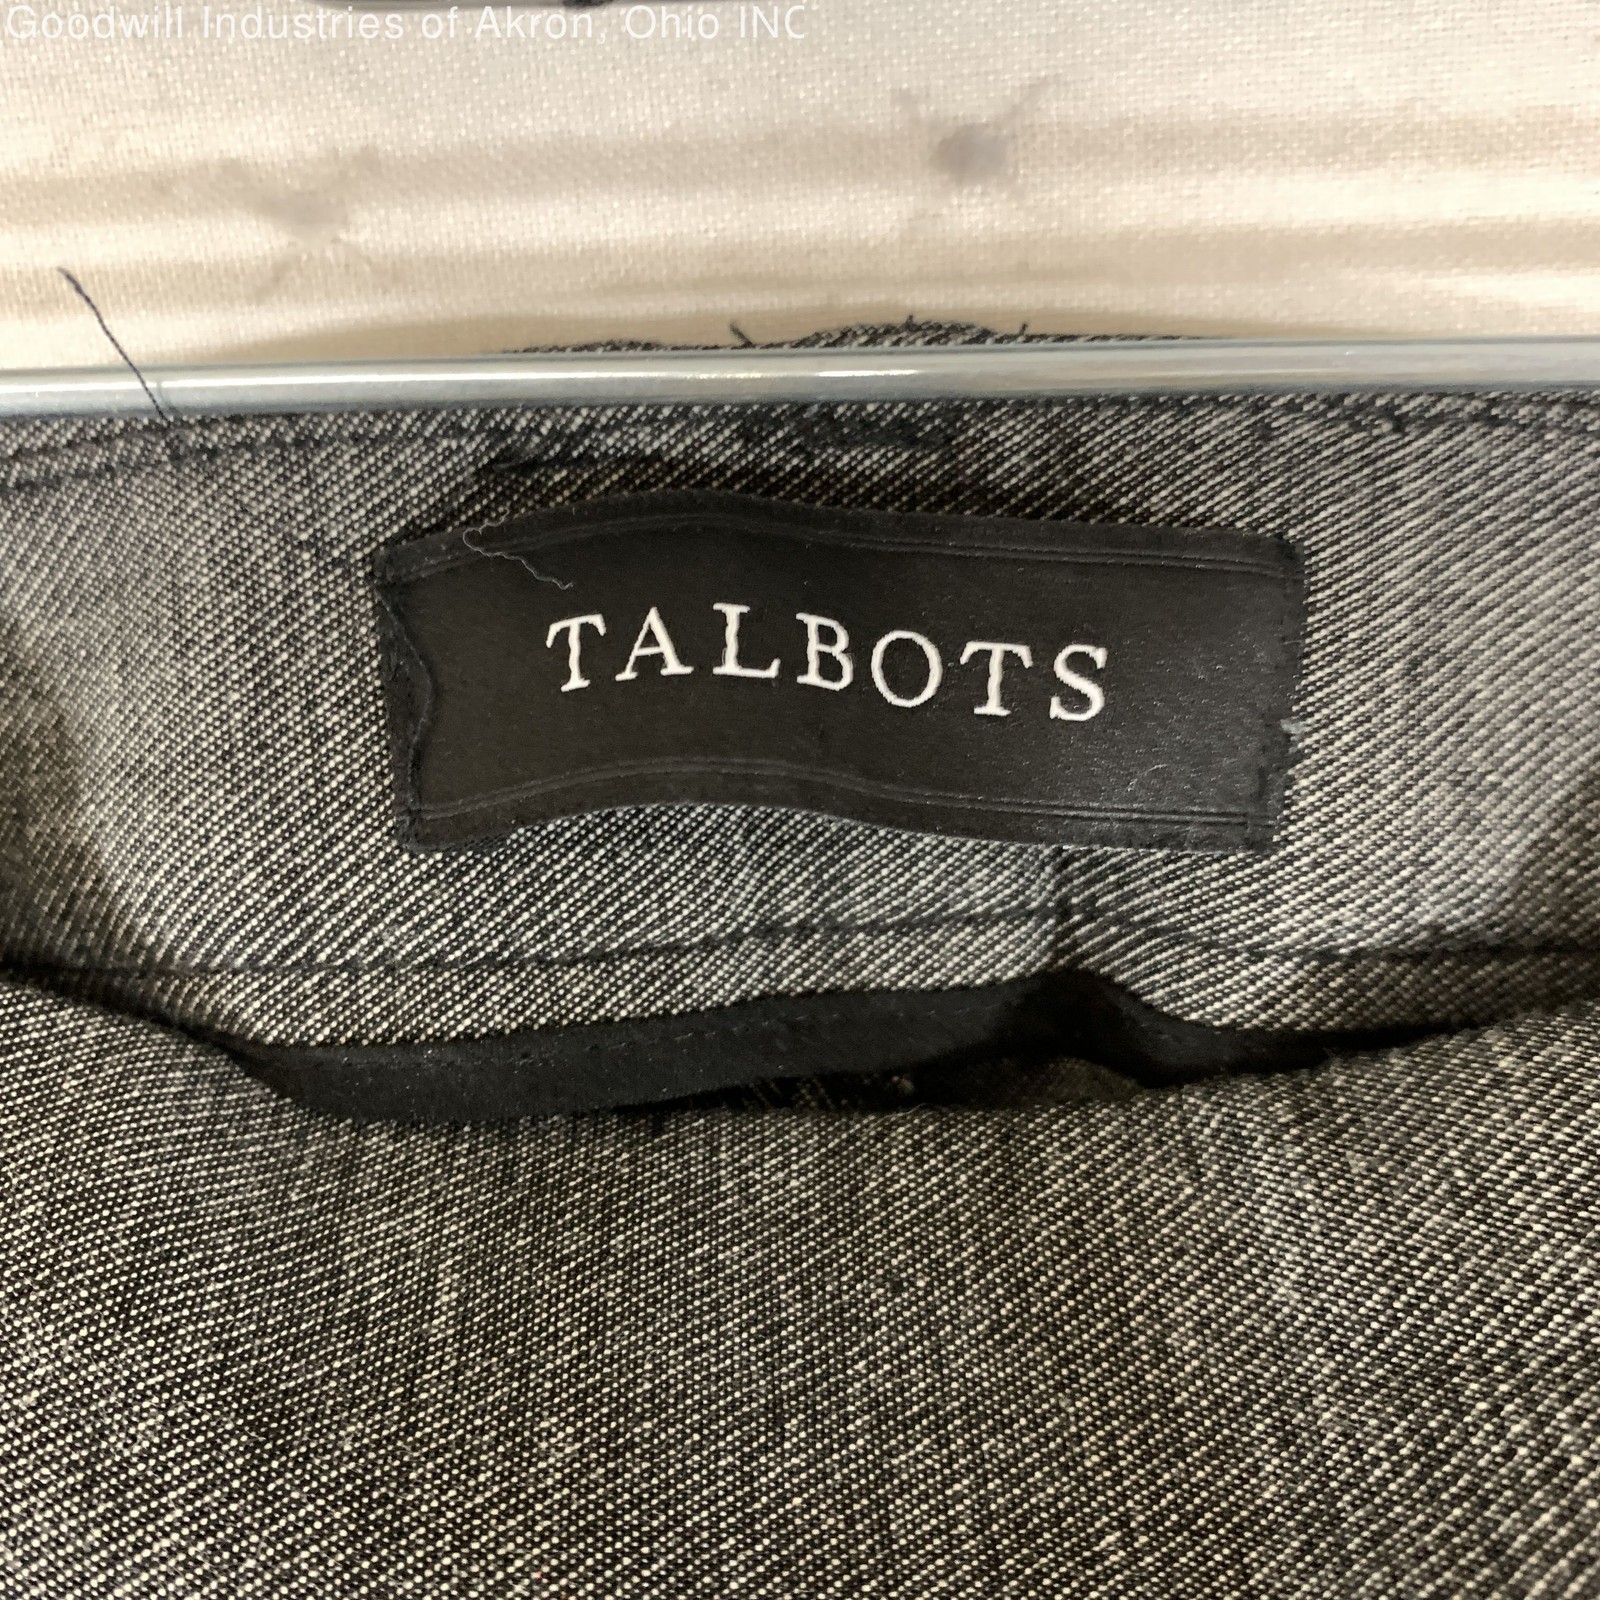 Goodwill Industries of Akron, Ohio INC
TALBOTS